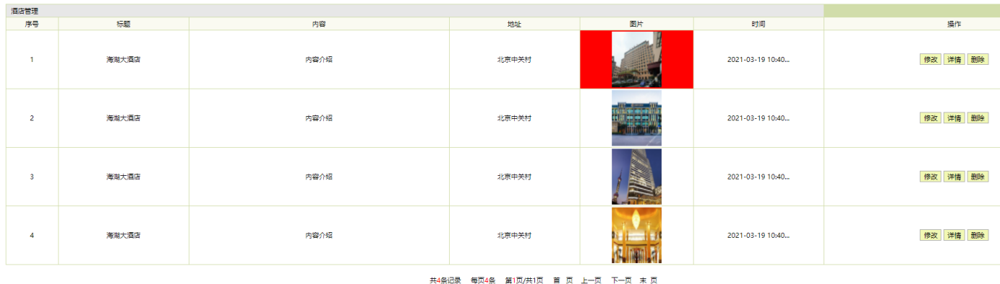 酒店管理
序号 标题 内容 地址 图片 时间 操作
1 海湖大酒店 内容介绍 北京中关村 2021-03-19 10:40... 修改 详情 删除
2 海湖大酒店 内容介绍 北京中关村 2021-03-19 10:40... 修改 详情 删除
3 海湖大酒店 内容介绍 北京中关村 2021-03-19 10:40... 修改 详情 删除
4 海湖大酒店 内容介绍 北京中关村 2021-03-19 10:40... 修改 详情 删除
共4条记录 每页4条 第1页/共1页 首 页 上一页 下一页 末 页